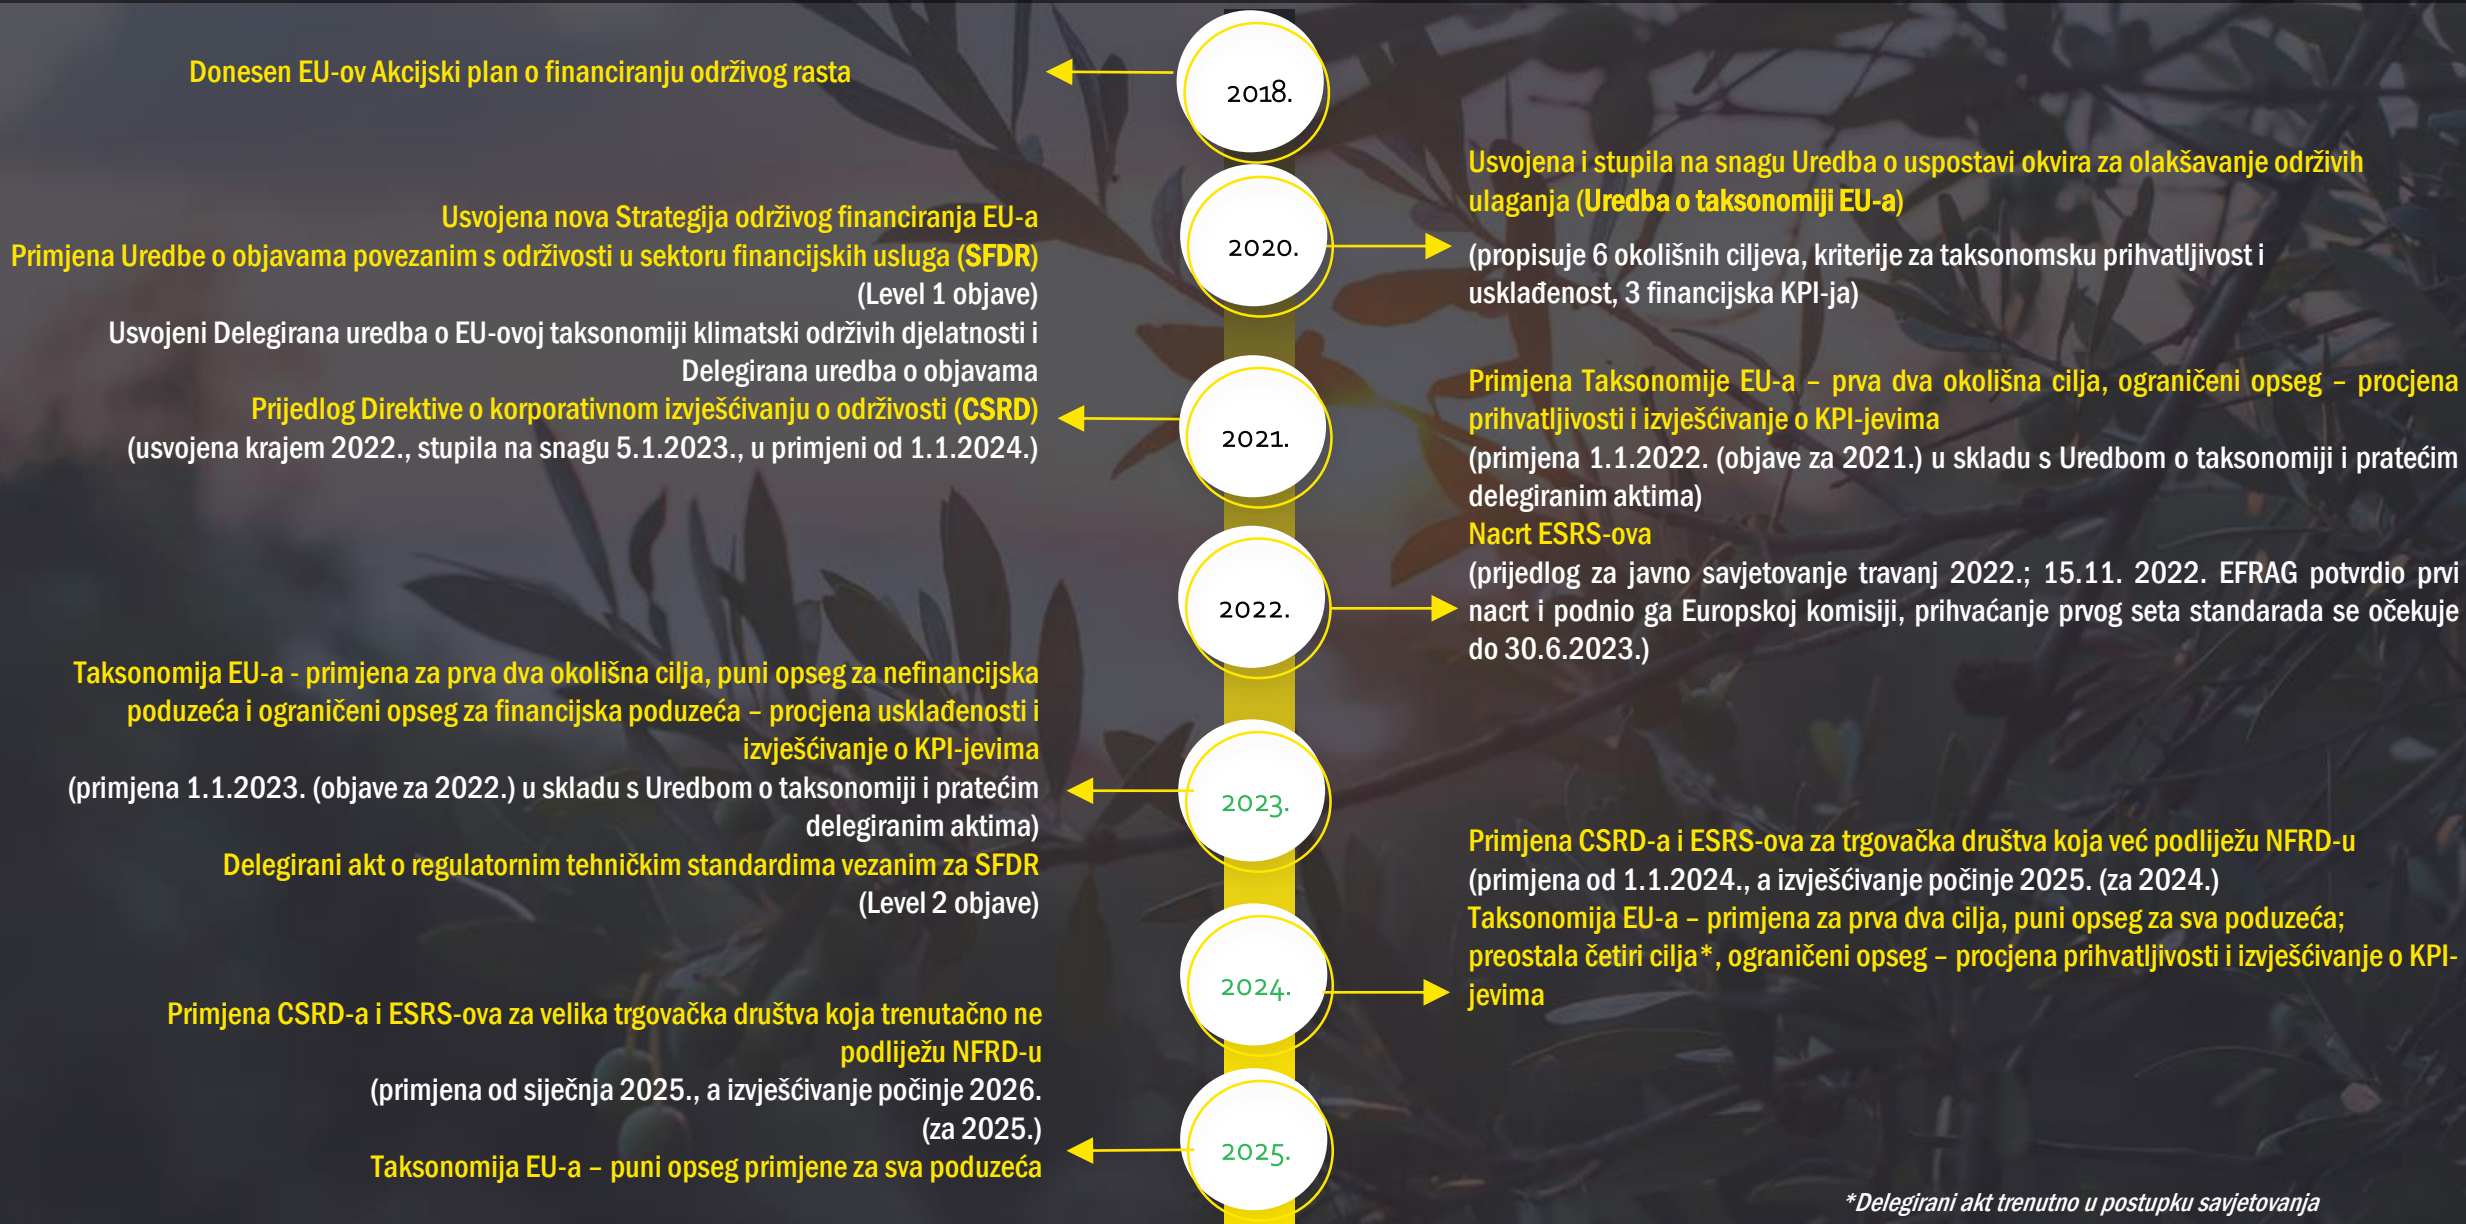 Donesen EU-ov Akcijski plan o financiranju održivog rasta
2018.
Usvojena i stupila na snagu Uredba o uspostavi okvira za olakšavanje održivih
ulaganja (Uredba o taksonomiji EU-a)
(propisuje 6 okolišnih ciljeva, kriterije za taksonomsku prihvatljivost i
usklađenost, 3 financijska KPI-ja)
2020.
Usvojena nova Strategija održivog financiranja EU-a
Primjena Uredbe o objavama povezanim s održivosti u sektoru financijskih usluga (SFDR)
(Level 1 objave)
Usvojeni Delegirana uredba o EU-ovoj taksonomiji klimatski održivih djelatnosti i
Delegirana uredba o objavama
Prijedlog Direktive o korporativnom izvješćivanju o održivosti (CSRD)
(usvojena krajem 2022., stupila na snagu 5.1.2023., u primjeni od 1.1.2024.)
2021.
Primjena Taksonomije EU-a – prva dva okolišna cilja, ograničeni opseg – procjena
prihvatljivosti i izvješćivanje o KPI-jevima
(primjena 1.1.2022. (objave za 2021.) u skladu s Uredbom o taksonomiji i pratećim
delegiranim aktima)
Nacrt ESRS-ova
(prijedlog za javno savjetovanje travanj 2022.; 15.11. 2022. EFRAG potvrdio prvi
nacrt i podnio ga Europskoj komisiji, prihvaćanje prvog seta standarada se očekuje
do 30.6.2023.)
2022.
Taksonomija EU-a - primjena za prva dva okolišna cilja, puni opseg za nefinancijska
poduzeća i ograničeni opseg za financijska poduzeća – procjena usklađenosti i
izvješćivanje o KPI-jevima
(primjena 1.1.2023. (objave za 2022.) u skladu s Uredbom o taksonomiji i pratećim
delegiranim aktima)
Delegirani akt o regulatornim tehničkim standardima vezanim za SFDR
(Level 2 objave)
2023.
Primjena CSRD-a i ESRS-ova za trgovačka društva koja već podliježu NFRD-u
(primjena od 1.1.2024., a izvješćivanje počinje 2025. (za 2024.)
Taksonomija EU-a – primjena za prva dva cilja, puni opseg za sva poduzeća;
preostala četiri cilja*, ograničeni opseg – procjena prihvatljivosti i izvješćivanje o KPI-
jevima
2024.
Primjena CSRD-a i ESRS-ova za velika trgovačka društva koja trenutačno ne
podliježu NFRD-u
(primjena od siječnja 2025., a izvješćivanje počinje 2026.
(za 2025.)
Taksonomija EU-a – puni opseg primjene za sva poduzeća
2025.
*Delegirani akt trenutno u postupku savjetovanja